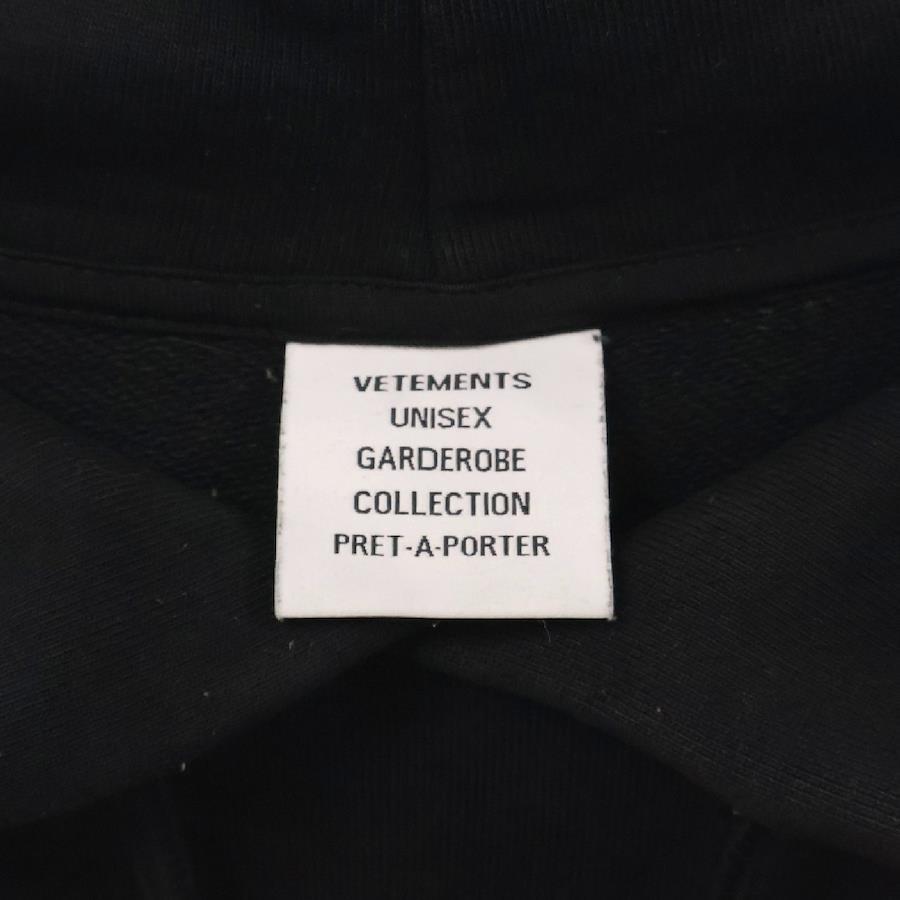 VETEMENTS
UNISEX
GARDEROBE
COLLECTION
PRET-A-PORTER